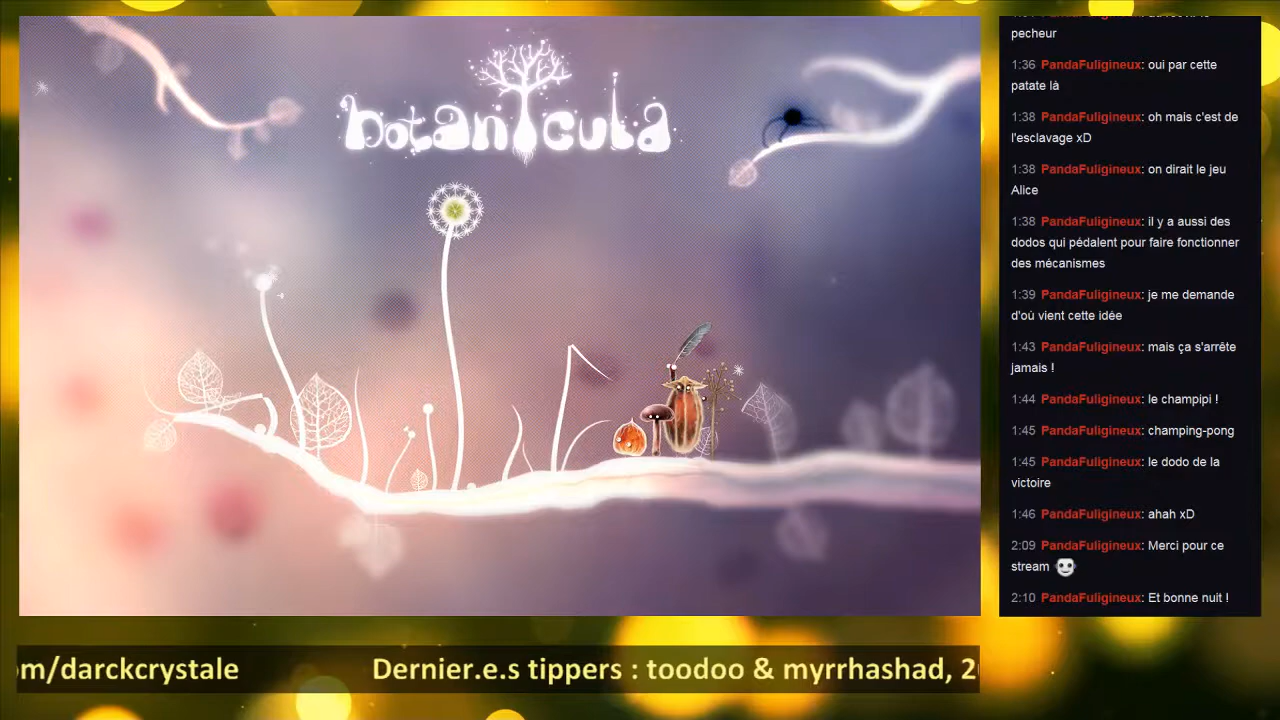 botanicula
pecheur
1:36 PandaFuligineux: oui par cette
patate là
1:38 PandaFuligineux: oh mais c'est de
l'esclavage xD
1:38 PandaFuligineux: on dirait le jeu
Alice
1:38 PandaFuligineux: il y a aussi des
dodos qui pédalent pour faire fonctionner
des mécanismes
1:39 PandaFuligineux: je me demande
d'où vient cette idée
1:43 PandaFuligineux: mais ça s'arrête
jamais !
1:44 PandaFuligineux: le champipi !
1:45 PandaFuligineux: champing-pong
1:45 PandaFuligineux: le dodo de la
victoire
1:46 PandaFuligineux: ahah xD
2:09 PandaFuligineux: Merci pour ce
stream
2:10 PandaFuligineux: Et bonne nuit !
om/darckcrystale Dernier.e.s tippers : toodoo & myrrhashad, 2